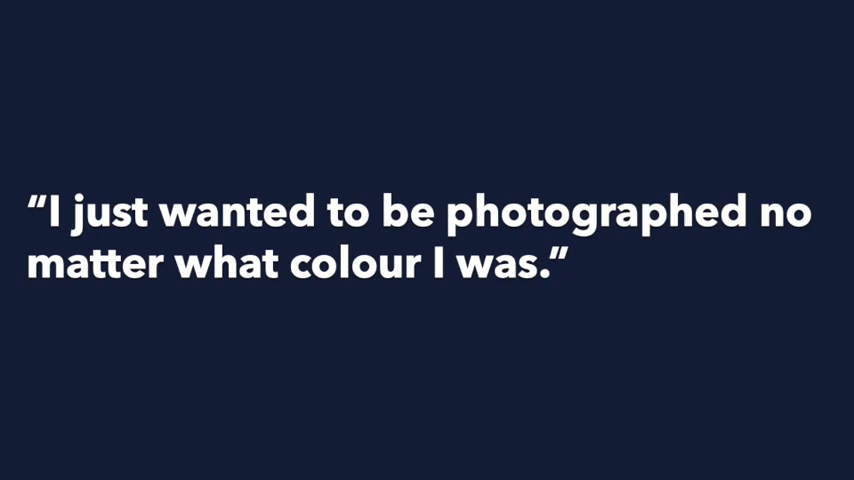 “I just wanted to be photographed no
matter what colour I was.”